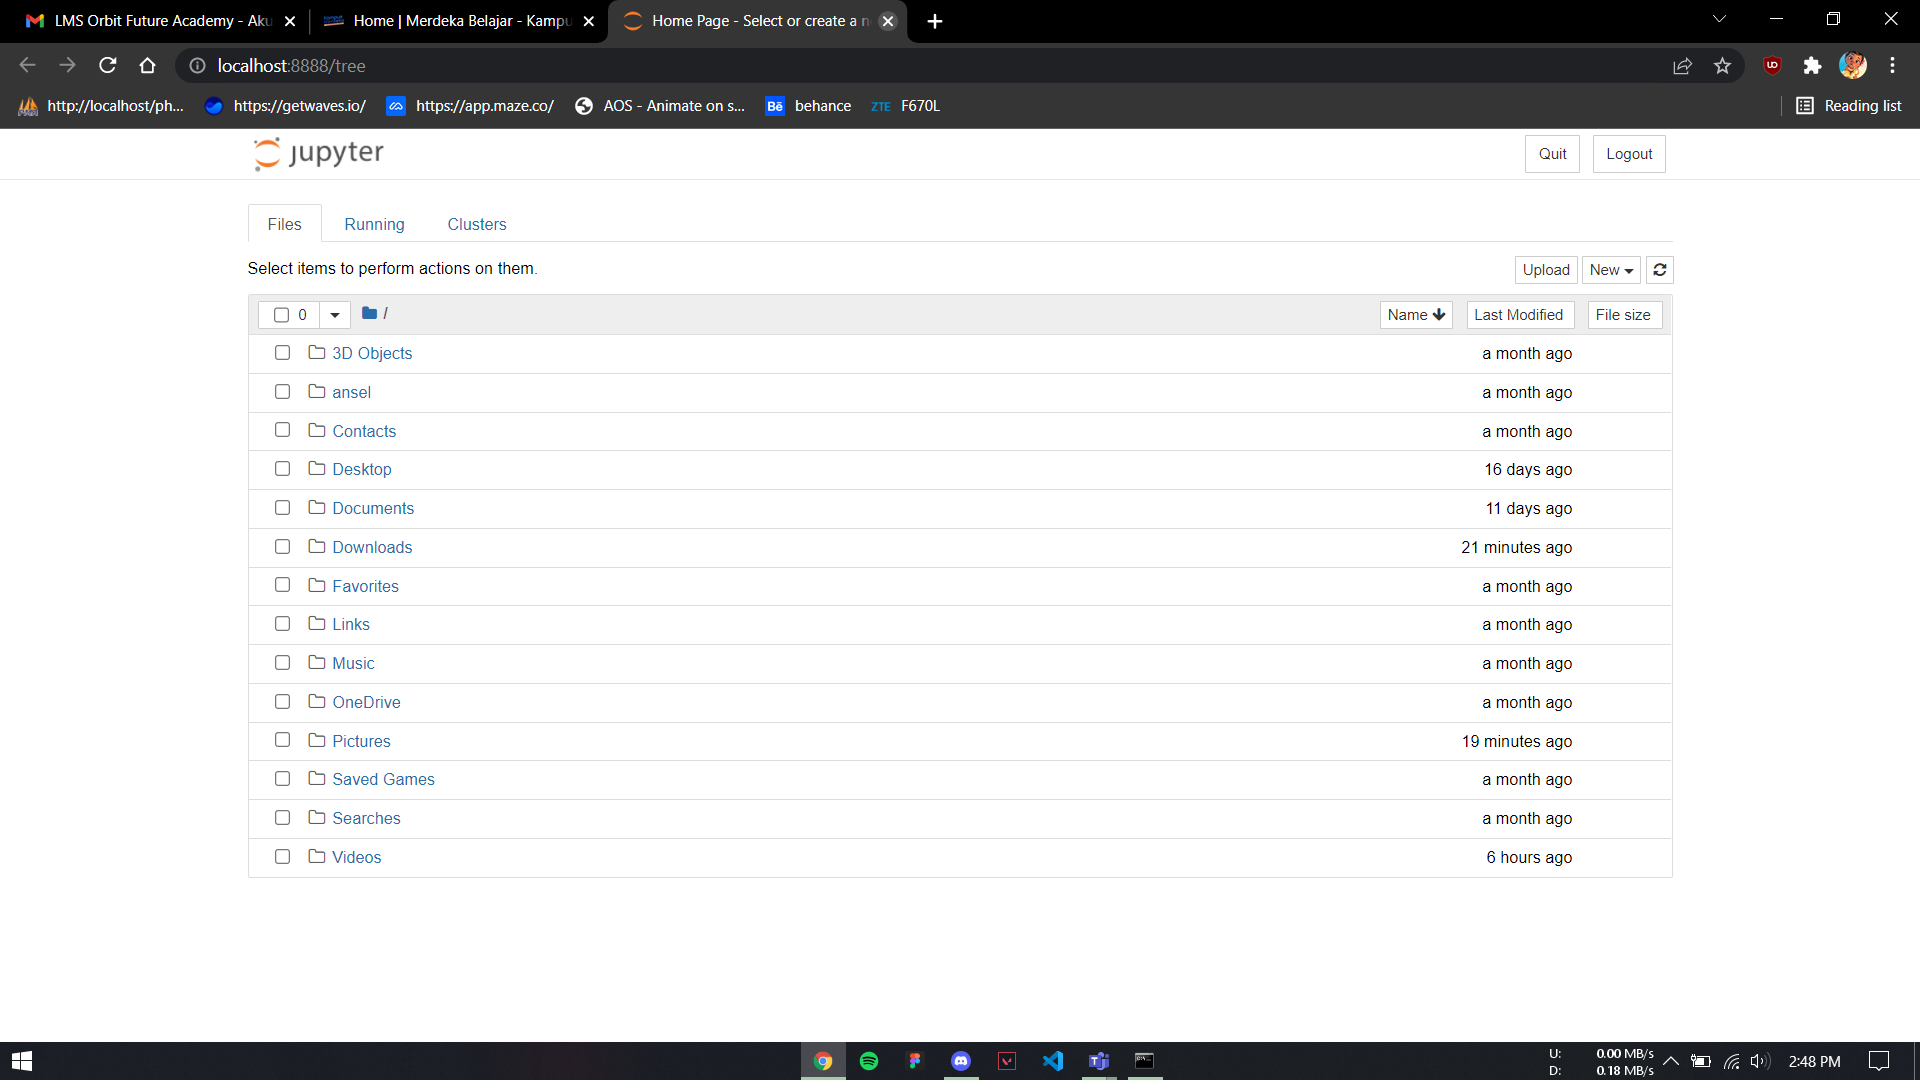 LMS Orbit Future Academy - Aku
Home | Merdeka Belajar - Kampu
Home Page - Select or create a n
localhost:8888/tree
http://localhost/ph...
https://getwaves.io/
https://app.maze.co/
AOS - Animate on s...
Bē behance
ZTE F670L
Reading list
jupyter
Quit
Logout
Files
Running
Clusters
Select items to perform actions on them.
Upload
New
0
/
Name
Last Modified
File size
3D Objects a month ago
ansel a month ago
Contacts a month ago
Desktop 16 days ago
Documents 11 days ago
Downloads 21 minutes ago
Favorites a month ago
Links a month ago
Music a month ago
OneDrive a month ago
Pictures 19 minutes ago
Saved Games a month ago
Searches a month ago
Videos 6 hours ago
U: 0.00 MB/s
D: 0.18 MB/s
2:48 PM